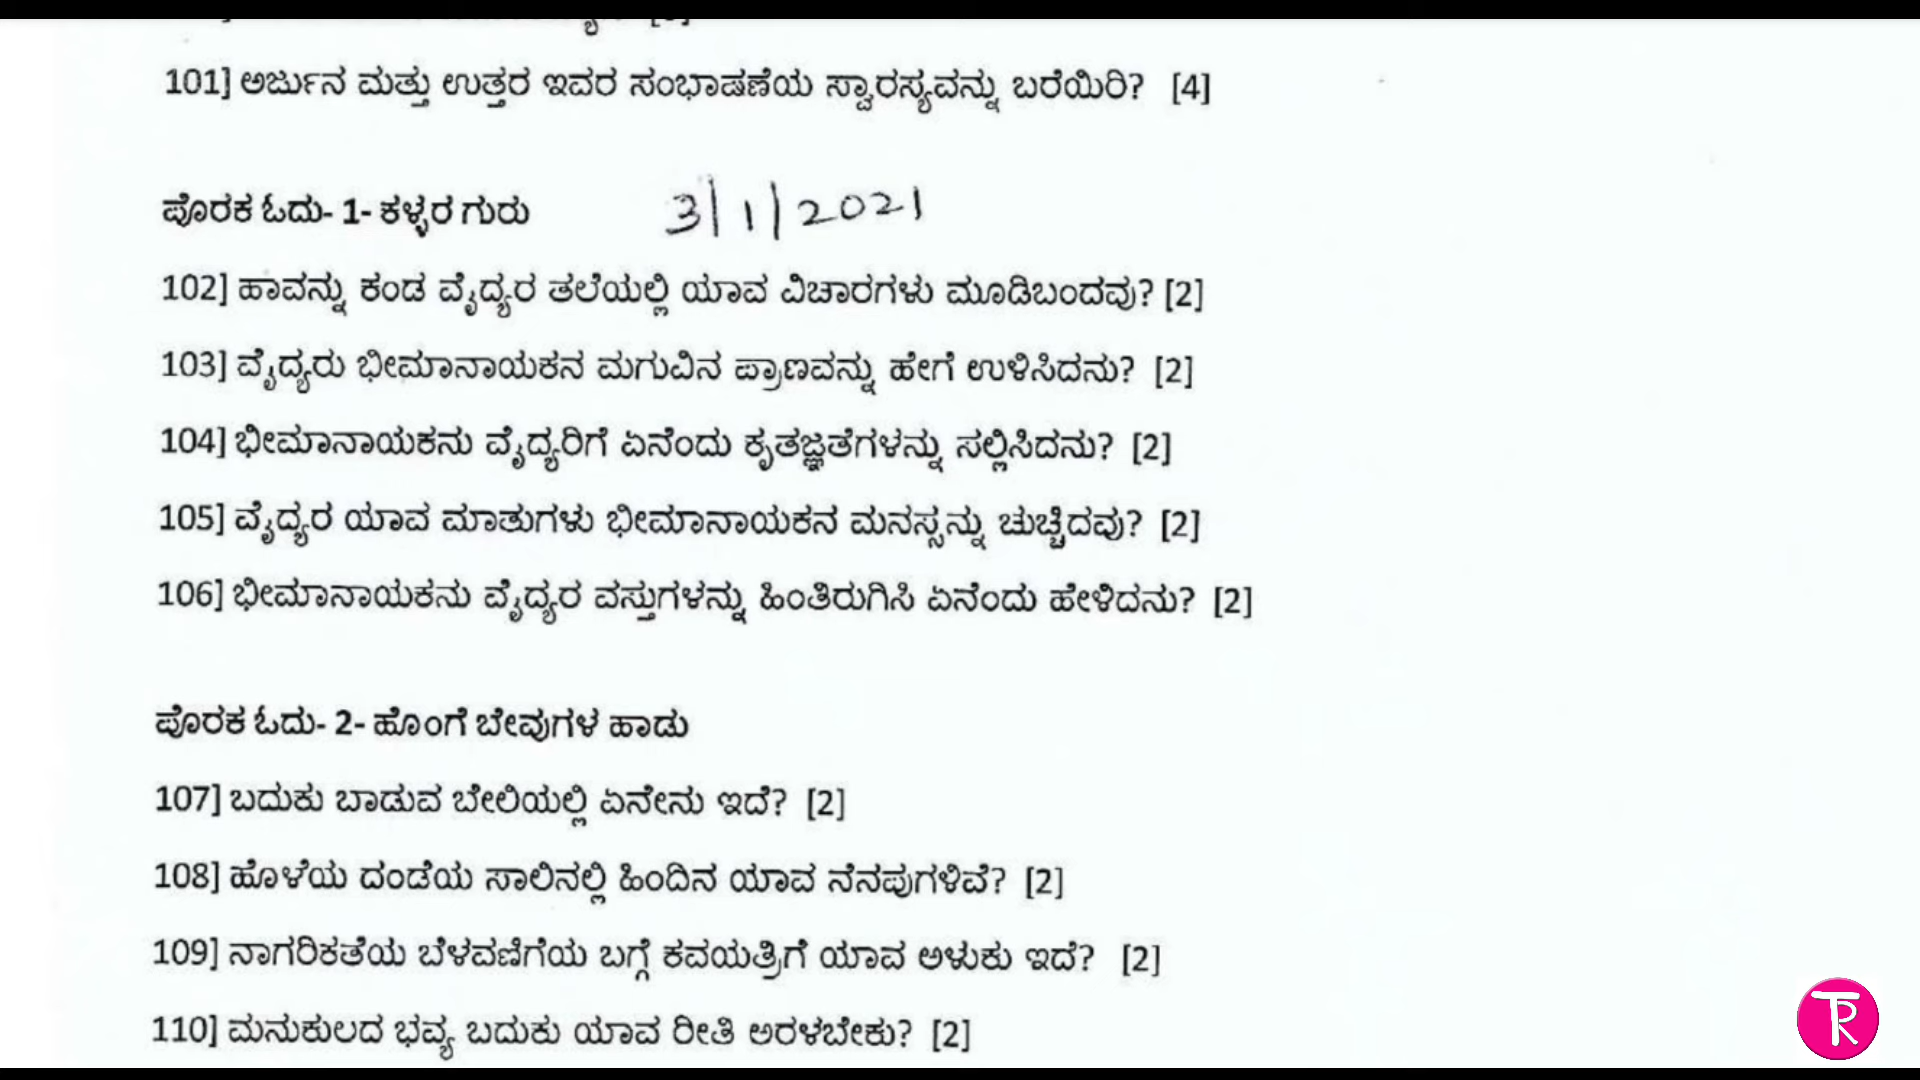 101] ಅರ್ಜುನ ಮತ್ತು ಉತ್ತರ ಇವರ ಸಂಭಾಷಣೆಯ ಸ್ವಾರಸ್ಯವನ್ನು ಬರೆಯಿರಿ? [4]
ಪೊರಕ ಓದು- 1- ಕಳ್ಳರ ಗುರು 3|1|2021
102] ಹಾವನ್ನು ಕಂಡ ವೈದ್ಯರ ತಲೆಯಲ್ಲಿ ಯಾವ ವಿಚಾರಗಳು ಮೂಡಿಬಂದವು? [2]
103] ವೈದ್ಯರು ಭೀಮಾನಾಯಕನ ಮಗುವಿನ ಪ್ರಾಣವನ್ನು ಹೇಗೆ ಉಳಿಸಿದನು? [2]
104] ಭೀಮಾನಾಯಕನು ವೈದ್ಯರಿಗೆ ಏನೆಂದು ಕೃತಜ್ಞತೆಗಳನ್ನು ಸಲ್ಲಿಸಿದನು? [2]
105] ವೈದ್ಯರ ಯಾವ ಮಾತುಗಳು ಭೀಮಾನಾಯಕನ ಮನಸ್ಸನ್ನು ಚುಚ್ಚಿದವು? [2]
106] ಭೀಮಾನಾಯಕನು ವೈದ್ಯರ ವಸ್ತುಗಳನ್ನು ಹಿಂತಿರುಗಿಸಿ ಏನೆಂದು ಹೇಳಿದನು? [2]
ಪೊರಕ ಓದು- 2- ಹೊಂಗೆ ಬೇವುಗಳ ಹಾಡು
107] ಬದುಕು ಬಾಡುವ ಬೇಲಿಯಲ್ಲಿ ಏನೇನು ಇದೆ? [2]
108] ಹೊಳೆಯ ದಂಡೆಯ ಸಾಲಿನಲ್ಲಿ ಹಿಂದಿನ ಯಾವ ನೆನಪುಗಳಿವೆ? [2]
109] ನಾಗರಿಕತೆಯ ಬೆಳವಣಿಗೆಯ ಬಗ್ಗೆ ಕವಯತ್ರಿಗೆ ಯಾವ ಅಳುಕು ಇದೆ? [2]
110] ಮನುಕುಲದ ಭವ್ಯ ಬದುಕು ಯಾವ ರೀತಿ ಅರಳಬೇಕು? [2]
TR